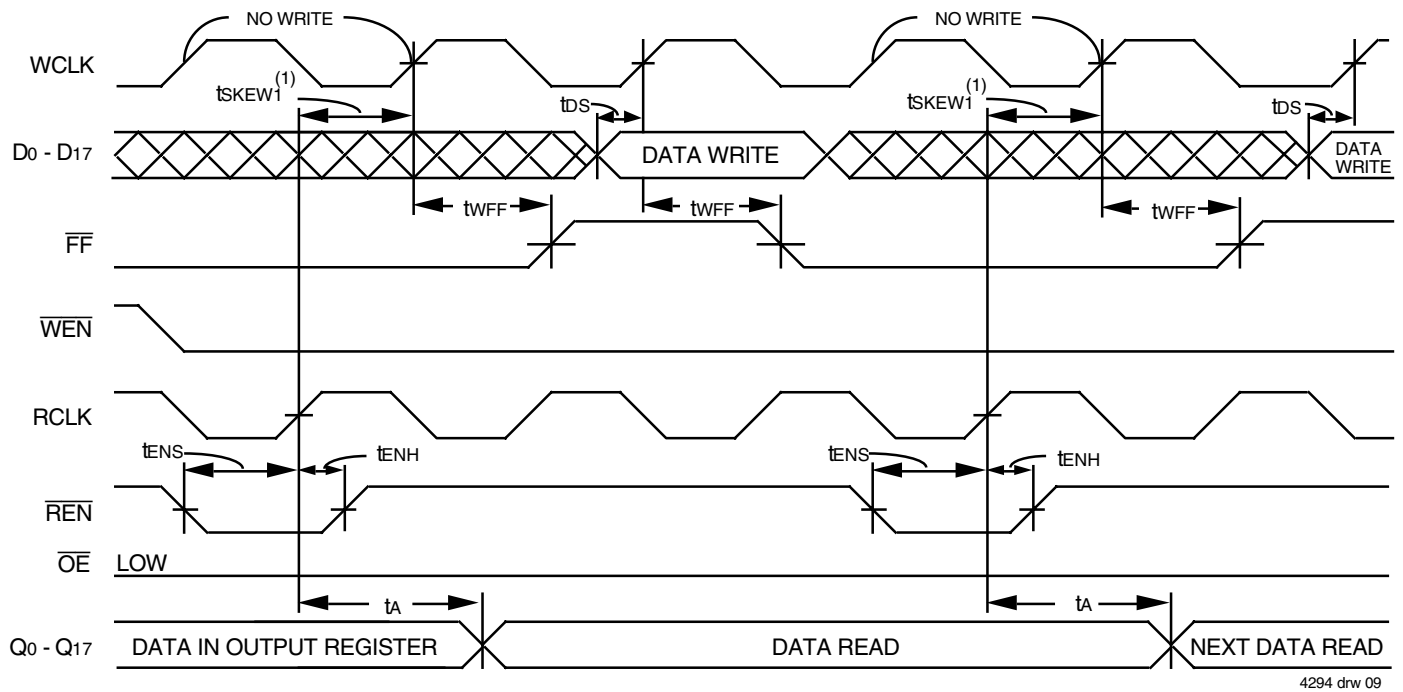 NO WRITE
NO WRITE
WCLK
tSKEW1(1)
tDS
tSKEW1(1)
tDS
D0 - D17
DATA WRITE
DATA WRITE
tWFF
tWFF
tWFF
FF
WEN
RCLK
tENS
tENH
tENS
tENH
REN
OE
LOW
tA
tA
Q0 - Q17
DATA IN OUTPUT REGISTER
DATA READ
NEXT DATA READ
4294 drw 09